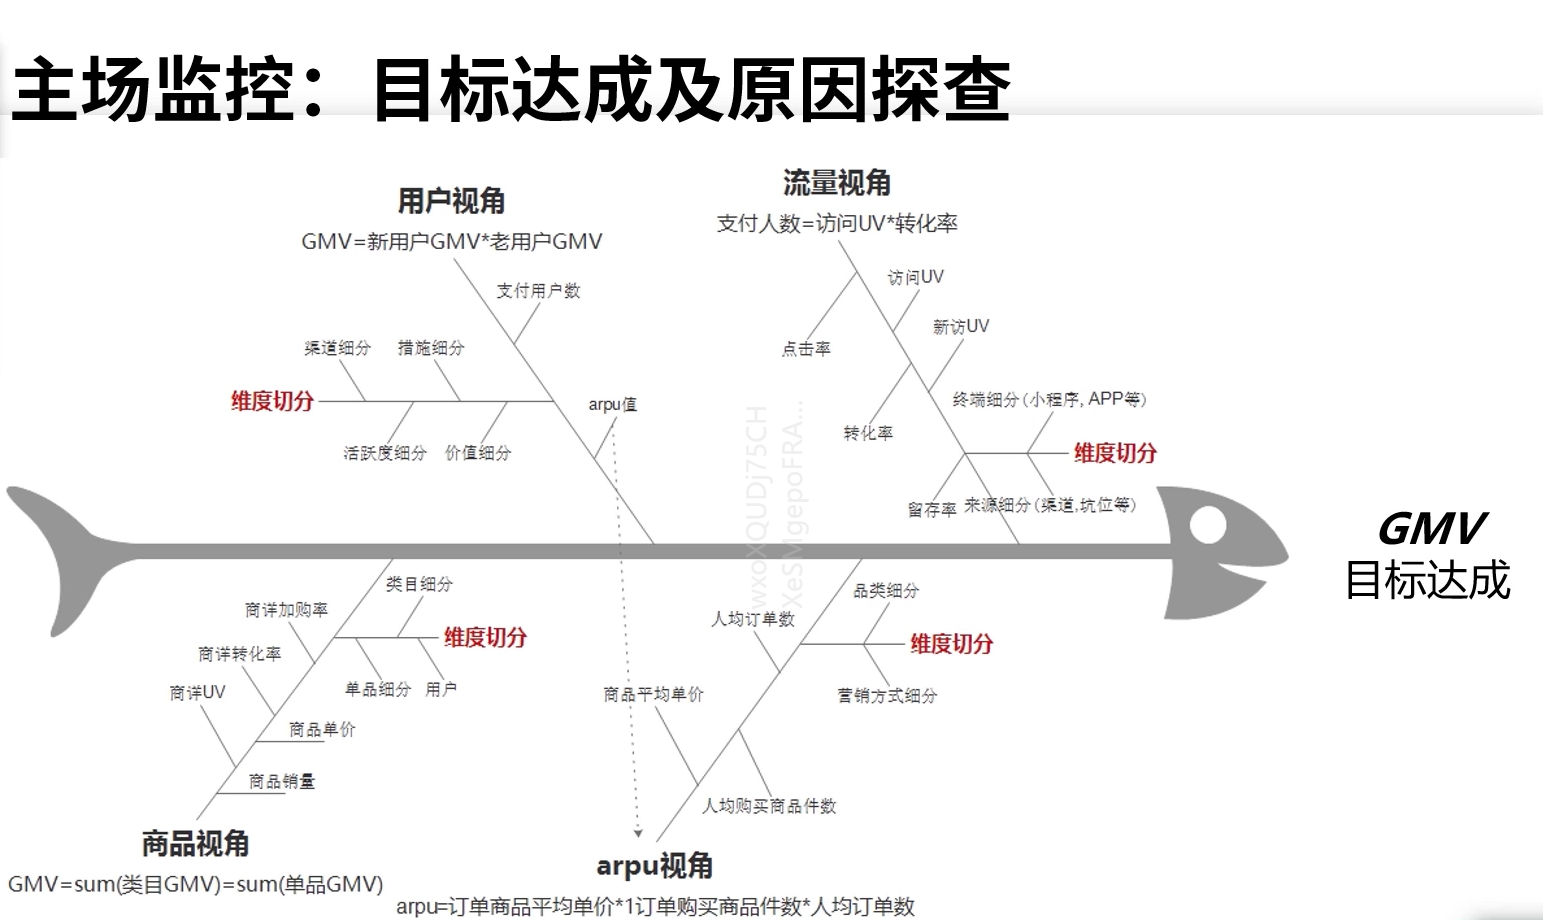 主场监控：目标达成及原因探查
用户视角
GMV=新用户GMV*老用户GMV
支付用户数
渠道细分
措施细分
维度切分
活跃度细分
价值细分
arpu值
流量视角
支付人数=访问UV*转化率
访问UV
新访UV
点击率
终端细分(小程序, APP等)
转化率
维度切分
留存率
来源细分(渠道,坑位等)
GMV
目标达成
类目细分
商详加购率
维度切分
商详转化率
单品细分
用户
商详UV
商品单价
商品销量
商品视角
GMV=sum(类目GMV)=sum(单品GMV)
品类细分
人均订单数
维度切分
商品平均单价
营销方式细分
人均购买商品件数
arpu视角
arpu=订单商品平均单价*1订单购买商品件数*人均订单数
wxoXQUDj75CH
XeSMgepoFRA...